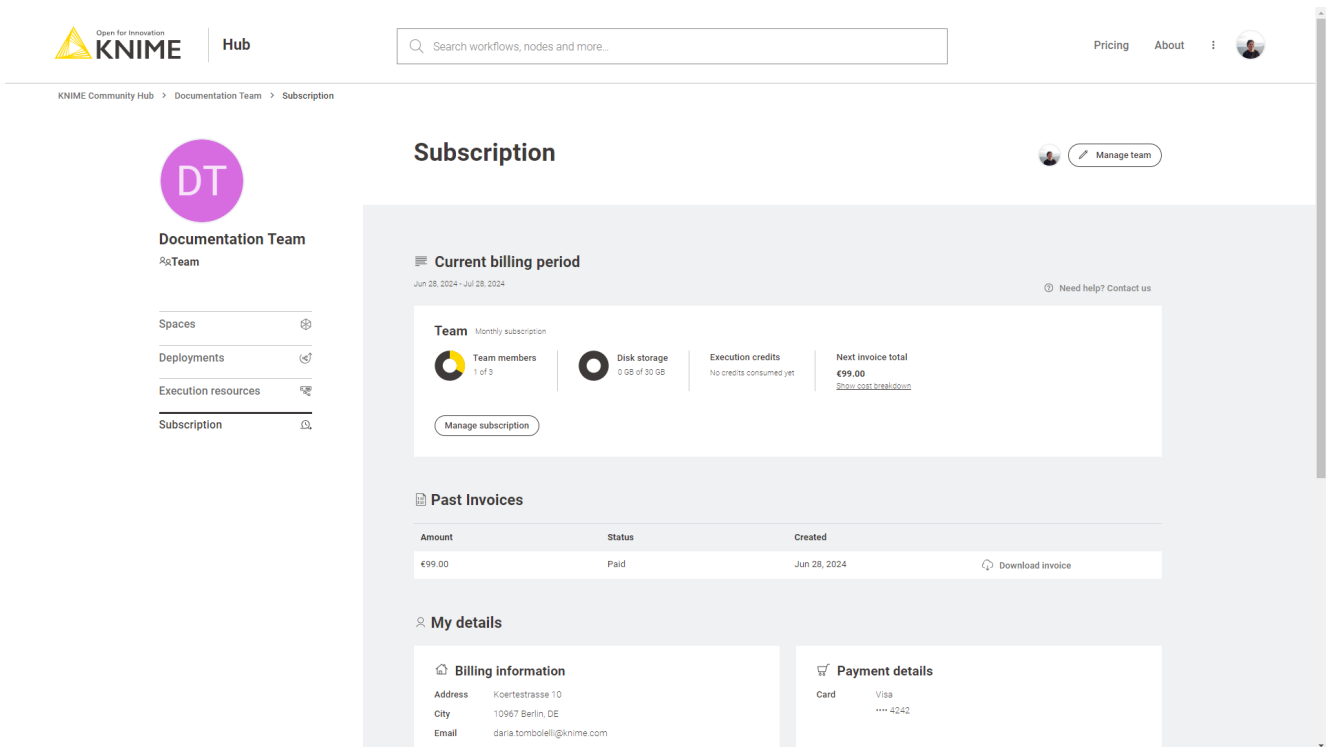 Open for Innovation
KNIME
Hub
Search workflows, nodes and more...
Pricing About
KNIME Community Hub > Documentation Team > Subscription
DT
Documentation Team
Team
Spaces
Deployments
Execution resources
Subscription
Subscription
Manage team
Current billing period
Jun 28, 2024 - Jul 28, 2024
Need help? Contact us
Team Monthly subscription
Team members
1 of 3
Disk storage
0 GB of 30 GB
Execution credits
No credits consumed yet
Next invoice total
€99.00
Show cost breakdown
Manage subscription
Past Invoices
Amount Status Created
€99.00 Paid Jun 28, 2024 Download invoice
My details
Billing information
Address Koertestrasse 10
City 10967 Berlin, DE
Email daria.tombolelli@knime.com
Payment details
Card Visa
•••• 4242